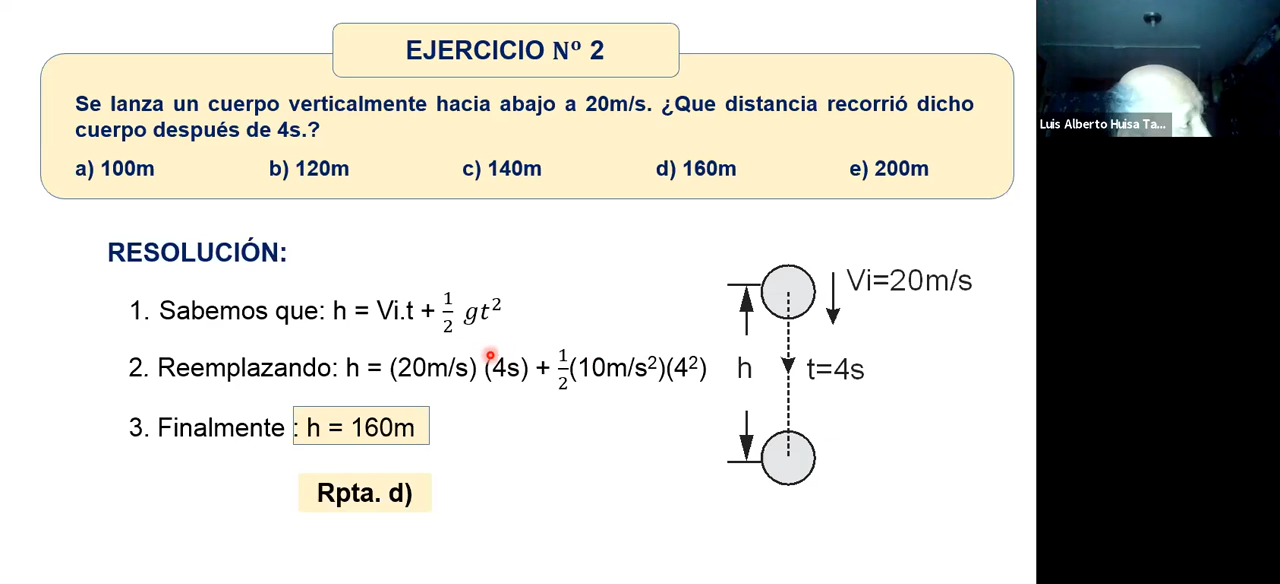 EJERCICIO Nº 2
Se lanza un cuerpo verticalmente hacia abajo a 20m/s. ¿Que distancia recorrió dicho
cuerpo después de 4s.?
a) 100m b) 120m c) 140m d) 160m e) 200m
Luis Alberto Huisa Ta...
RESOLUCIÓN:
1. Sabemos que: h = Vi.t + 1/2 gt²
2. Reemplazando: h = (20m/s) (4s) + 1/2(10m/s²)(4²)
3. Finalmente : h = 160m
Rpta. d)
Vi=20m/s
h t=4s